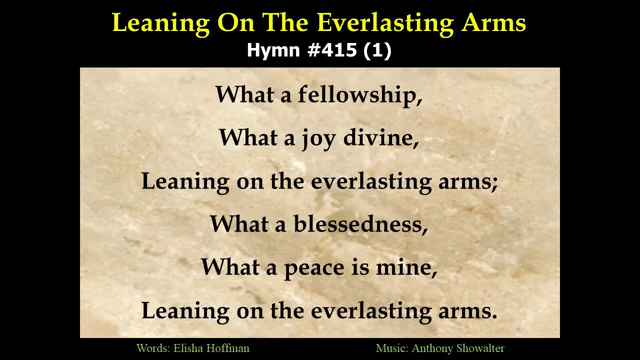 Leaning On The Everlasting Arms
Hymn #415 (1)
What a fellowship,
What a joy divine,
Leaning on the everlasting arms;
What a blessedness,
What a peace is mine,
Leaning on the everlasting arms.
Words: Elisha Hoffman Music: Anthony Showalter